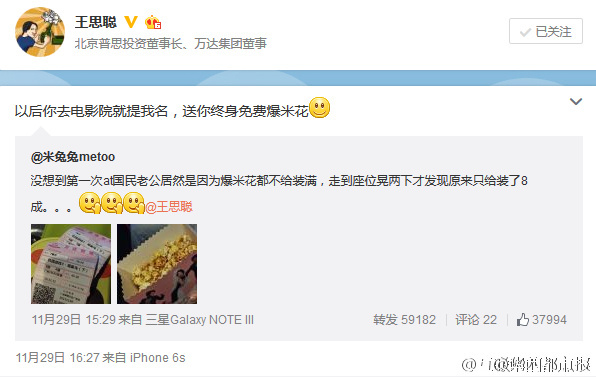 王思聪
北京普思投资董事长、万达集团董事
已关注
以后你去电影院就提我名，送你终身免费爆米花
@米兔兔metoo
没想到第一次at国民老公居然是因为爆米花都不给装满，走到座位晃两下才发现原来只给装了8
成。。。@王思聪
11月29日 15:29 来自 三星Galaxy NOTE III
转发 59182
评论 22
37994
11月29日 16:27 来自 iPhone 6s